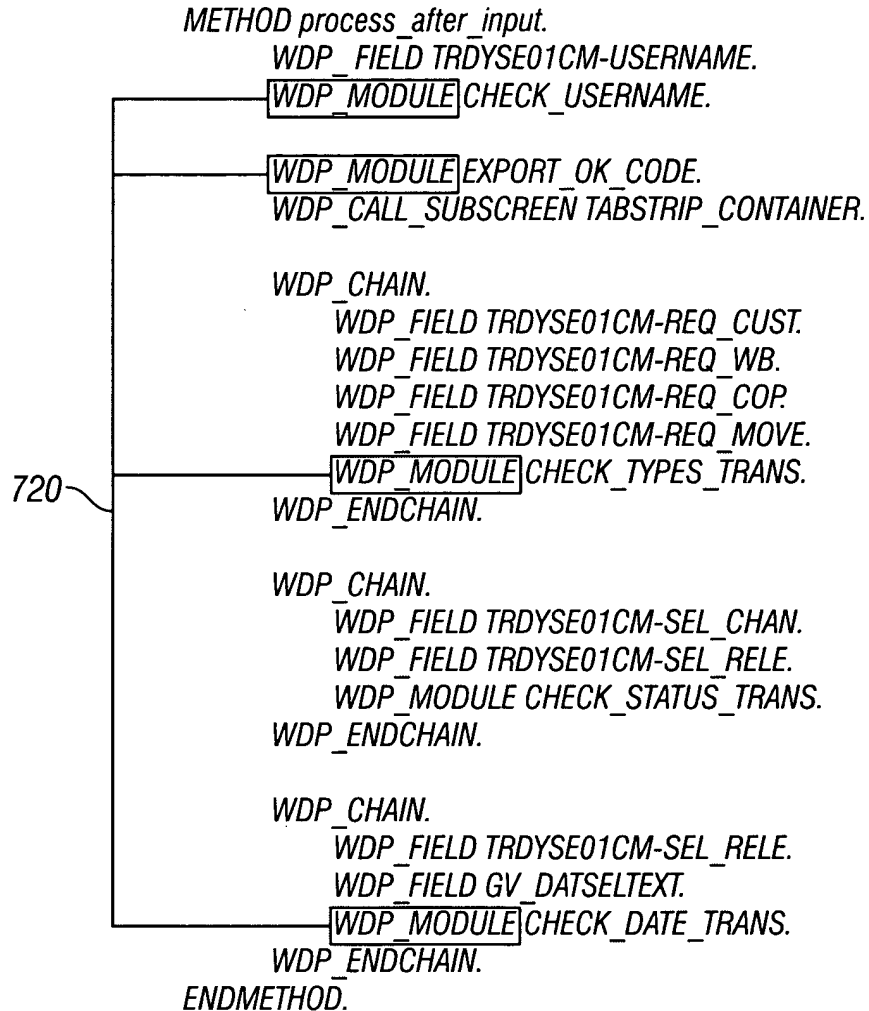 METHOD process_after_input.
WDP_ FIELD TRDYSE01CM-USERNAME.
WDP_MODULE CHECK_USERNAME.
WDP_MODULE EXPORT_OK_CODE.
WDP_CALL_SUBSCREEN TABSTRIP_CONTAINER.
WDP_CHAIN.
WDP_FIELD TRDYSE01CM-REQ_CUST.
WDP_FIELD TRDYSE01CM-REQ_WB.
WDP_FIELD TRDYSE01CM-REQ_COP.
WDP_FIELD TRDYSE01CM-REQ_MOVE.
720 WDP_MODULE CHECK_TYPES_TRANS.
WDP_ENDCHAIN.
WDP_CHAIN.
WDP_FIELD TRDYSE01CM-SEL_CHAN.
WDP_FIELD TRDYSE01CM-SEL_RELE.
WDP_MODULE CHECK_STATUS_TRANS.
WDP_ENDCHAIN.
WDP_CHAIN.
WDP_FIELD TRDYSE01CM-SEL_RELE.
WDP_FIELD GV_DATSELTEXT.
WDP_MODULE CHECK_DATE_TRANS.
WDP_ENDCHAIN.
ENDMETHOD.